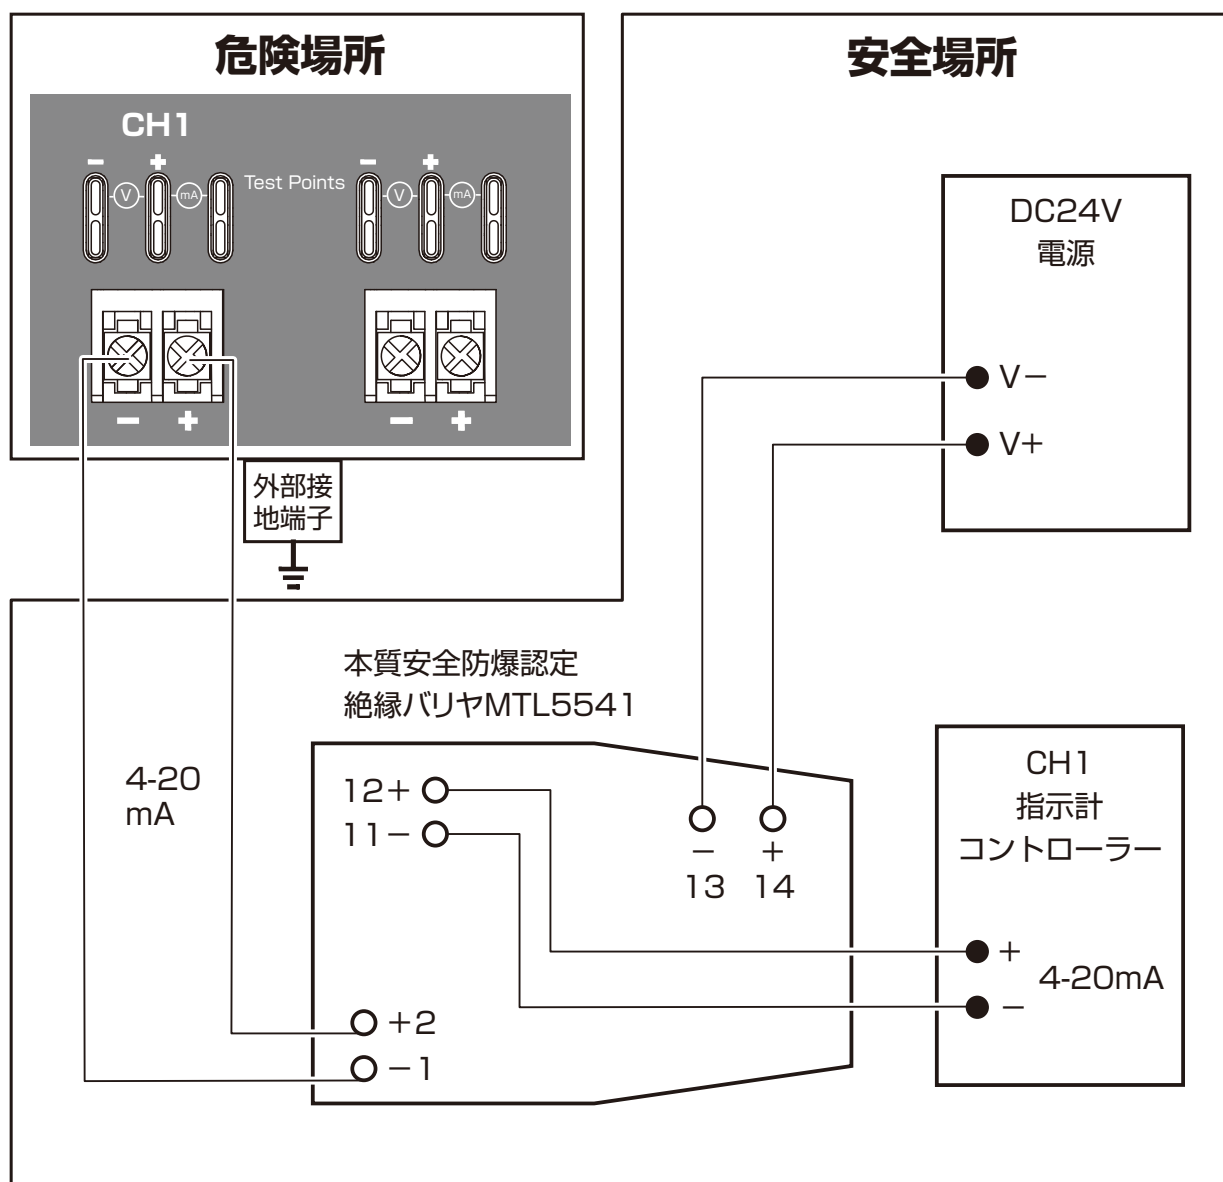 危険場所
CH1
- +
V mA
Test Points
- +
V mA
- +
- +
外部接
地端子
安全場所
DC24V
電源
V-
V+
本質安全防爆認定
絶縁バリヤMTL5541
4-20
mA
12+
11-
- +
13 14
+2
-1
CH1
指示計
コントローラー
+
4-20mA
-